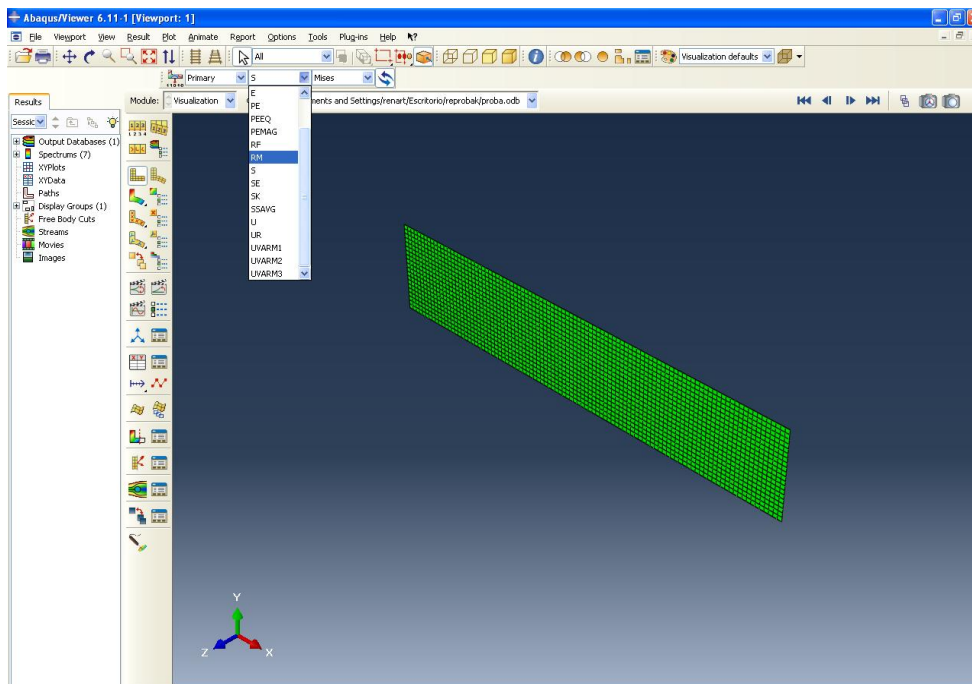 Abaqus/Viewer 6.11-1 [Viewport: 1]
File Viewport View Result Plot Animate Report Options Tools Plug-ins Help
All
Visualization defaults
Primary S Mises
Results
Module: Visualization ments and Settings/renart/Escritorio/reprobak/proba.odb
Sessic
Output Databases (1)
Spectrums (7)
XYPlots
XYData
Paths
Display Groups (1)
Free Body Cuts
Streams
Movies
Images
E
PE
PEEQ
PEMAG
RF
RM
S
SE
SK
SSAVG
U
UR
UVARM1
UVARM2
UVARM3
Y
Z
X